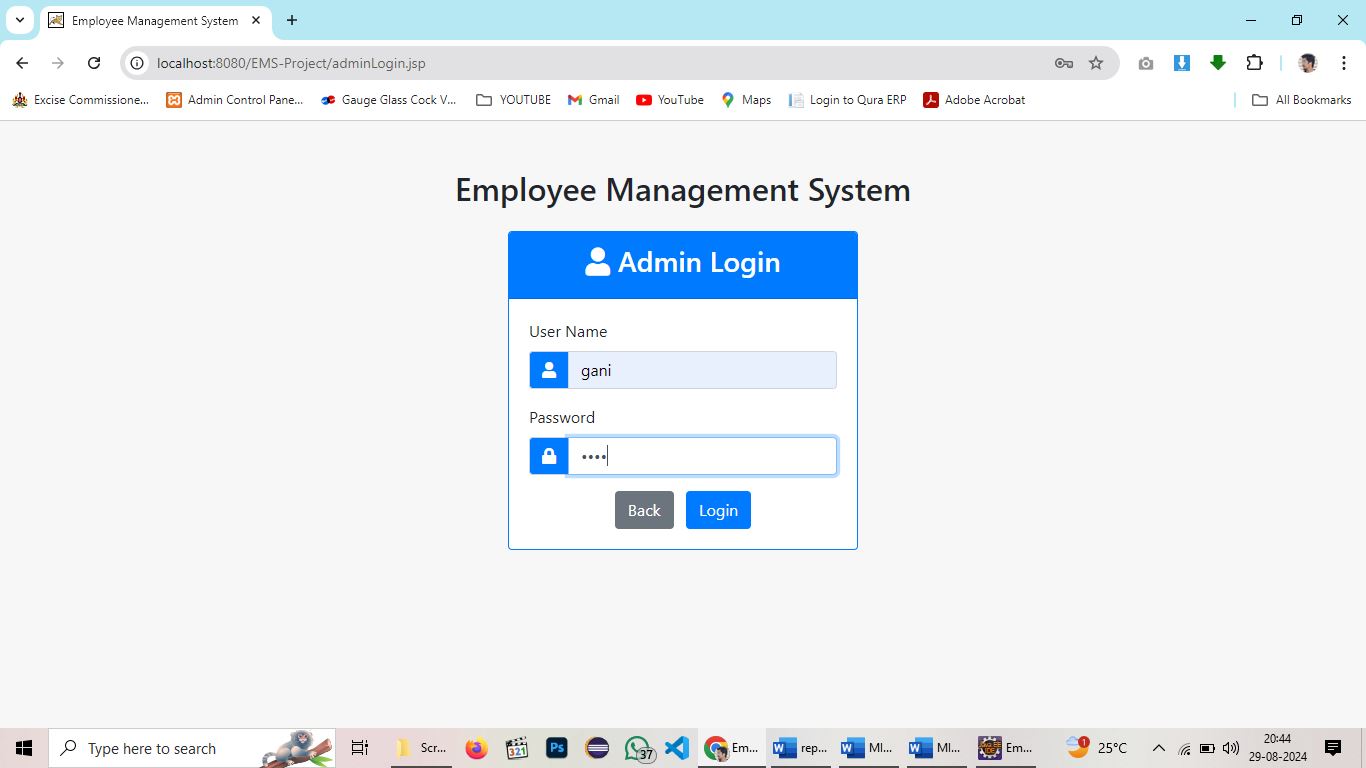 Employee Management System
localhost:8080/EMS-Project/adminLogin.jsp
Excise Commissione... Admin Control Pane... Gauge Glass Cock V... YOUTUBE Gmail YouTube Maps Login to Qura ERP Adobe Acrobat All Bookmarks
Employee Management System
Admin Login
User Name
gani
Password
••••
Back Login
Type here to search Scr... 321 Ps 37 Em... rep... MI... MI... Em... 1 25°C 20:44
29-08-2024